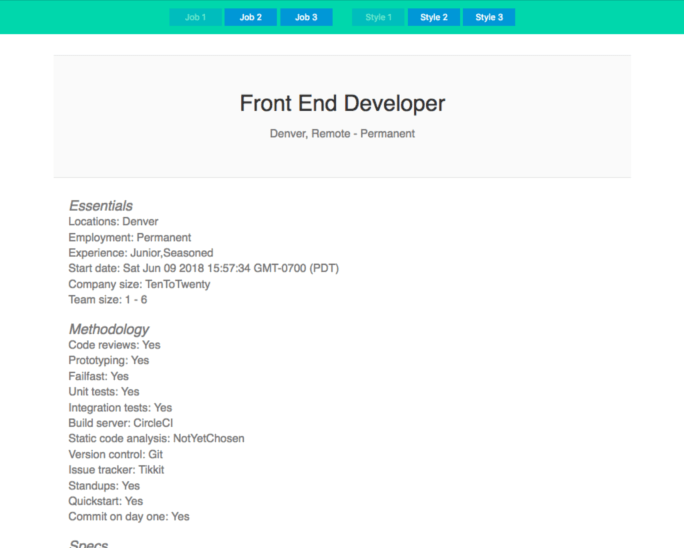 Job 1 Job 2 Job 3 Style 1 Style 2 Style 3
Front End Developer
Denver, Remote - Permanent
Essentials
Locations: Denver
Employment: Permanent
Experience: Junior,Seasoned
Start date: Sat Jun 09 2018 15:57:34 GMT-0700 (PDT)
Company size: TenToTwenty
Team size: 1 - 6
Methodology
Code reviews: Yes
Prototyping: Yes
Failfast: Yes
Unit tests: Yes
Integration tests: Yes
Build server: CircleCI
Static code analysis: NotYetChosen
Version control: Git
Issue tracker: Tikkit
Standups: Yes
Quickstart: Yes
Commit on day one: Yes
Specs